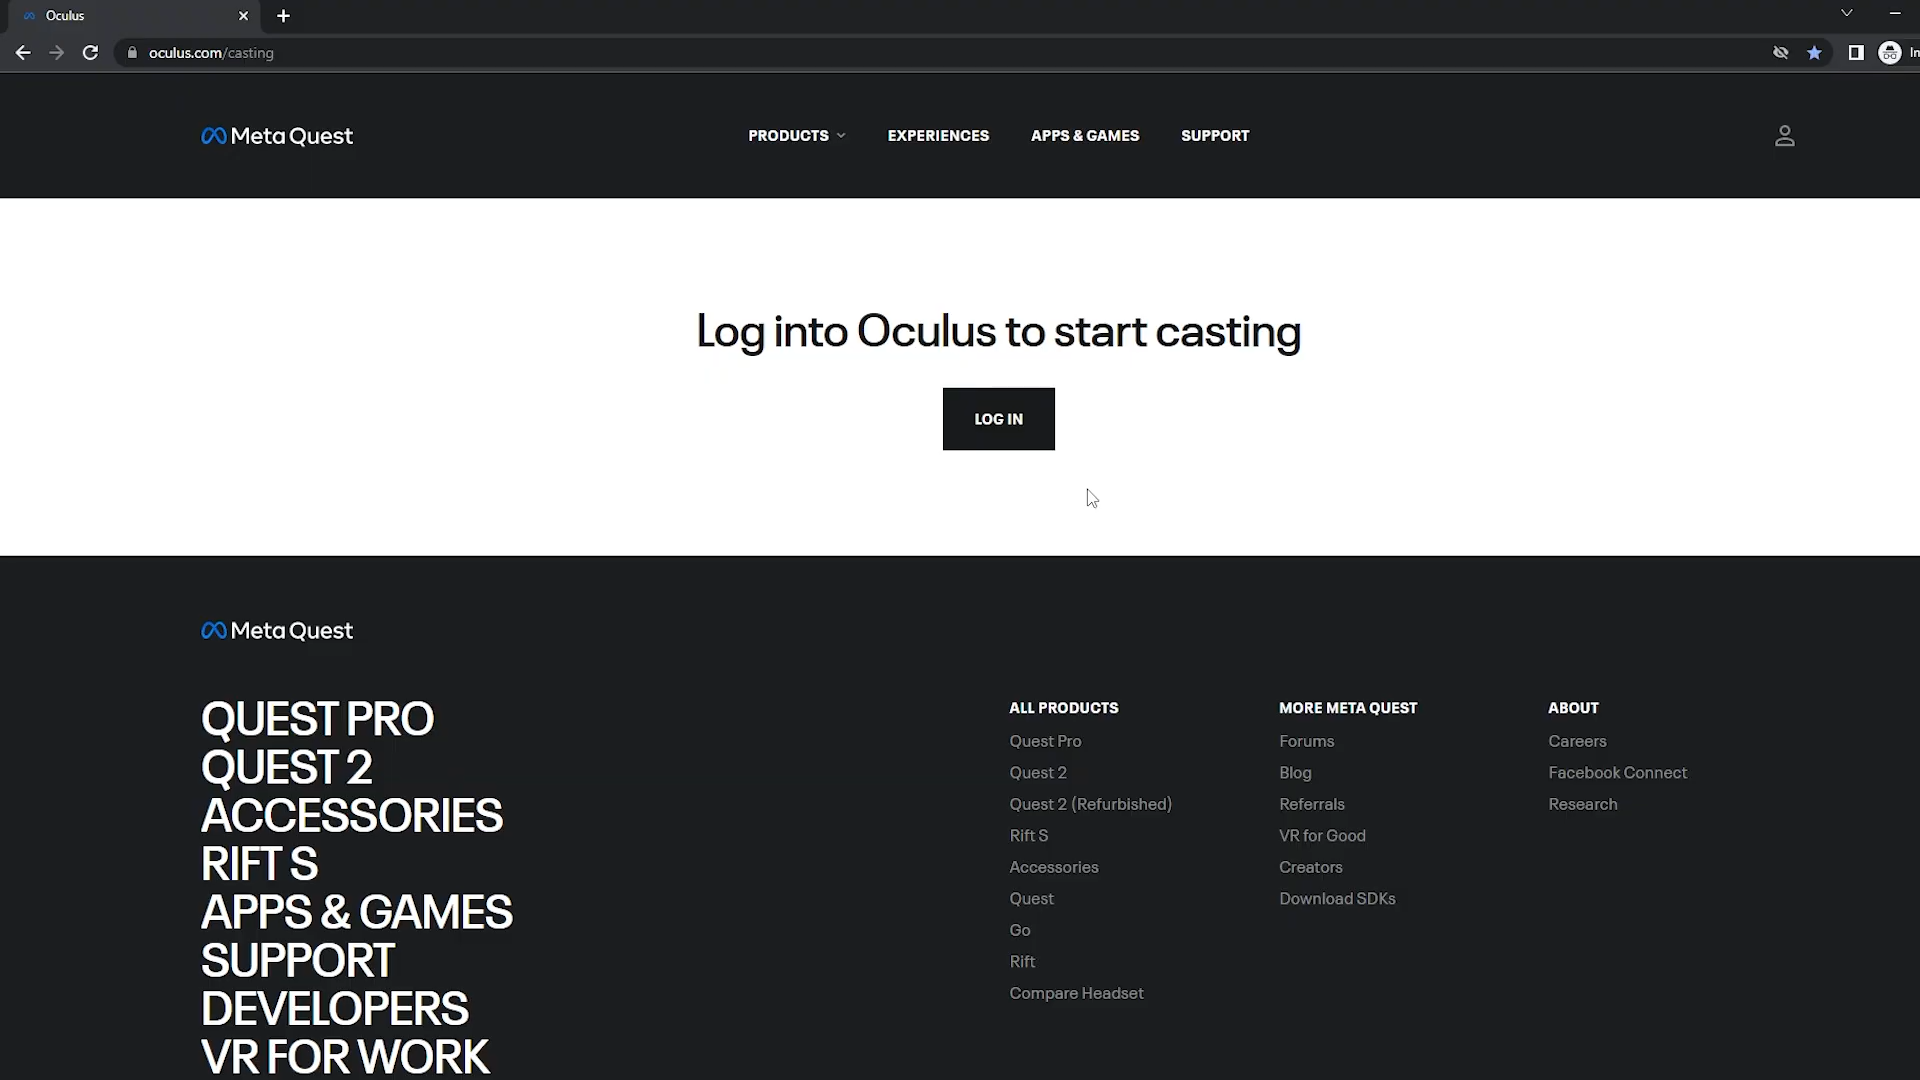 Oculus
oculus.com/casting
In
Meta Quest
PRODUCTS
EXPERIENCES
APPS & GAMES
SUPPORT
Log into Oculus to start casting
LOG IN
Meta Quest
QUEST PRO
QUEST 2
ACCESSORIES
RIFT S
APPS & GAMES
SUPPORT
DEVELOPERS
VR FOR WORK
ALL PRODUCTS
Quest Pro
Quest 2
Quest 2 (Refurbished)
Rift S
Accessories
Quest
Go
Rift
Compare Headset
MORE META QUEST
Forums
Blog
Referrals
VR for Good
Creators
Download SDKs
ABOUT
Careers
Facebook Connect
Research